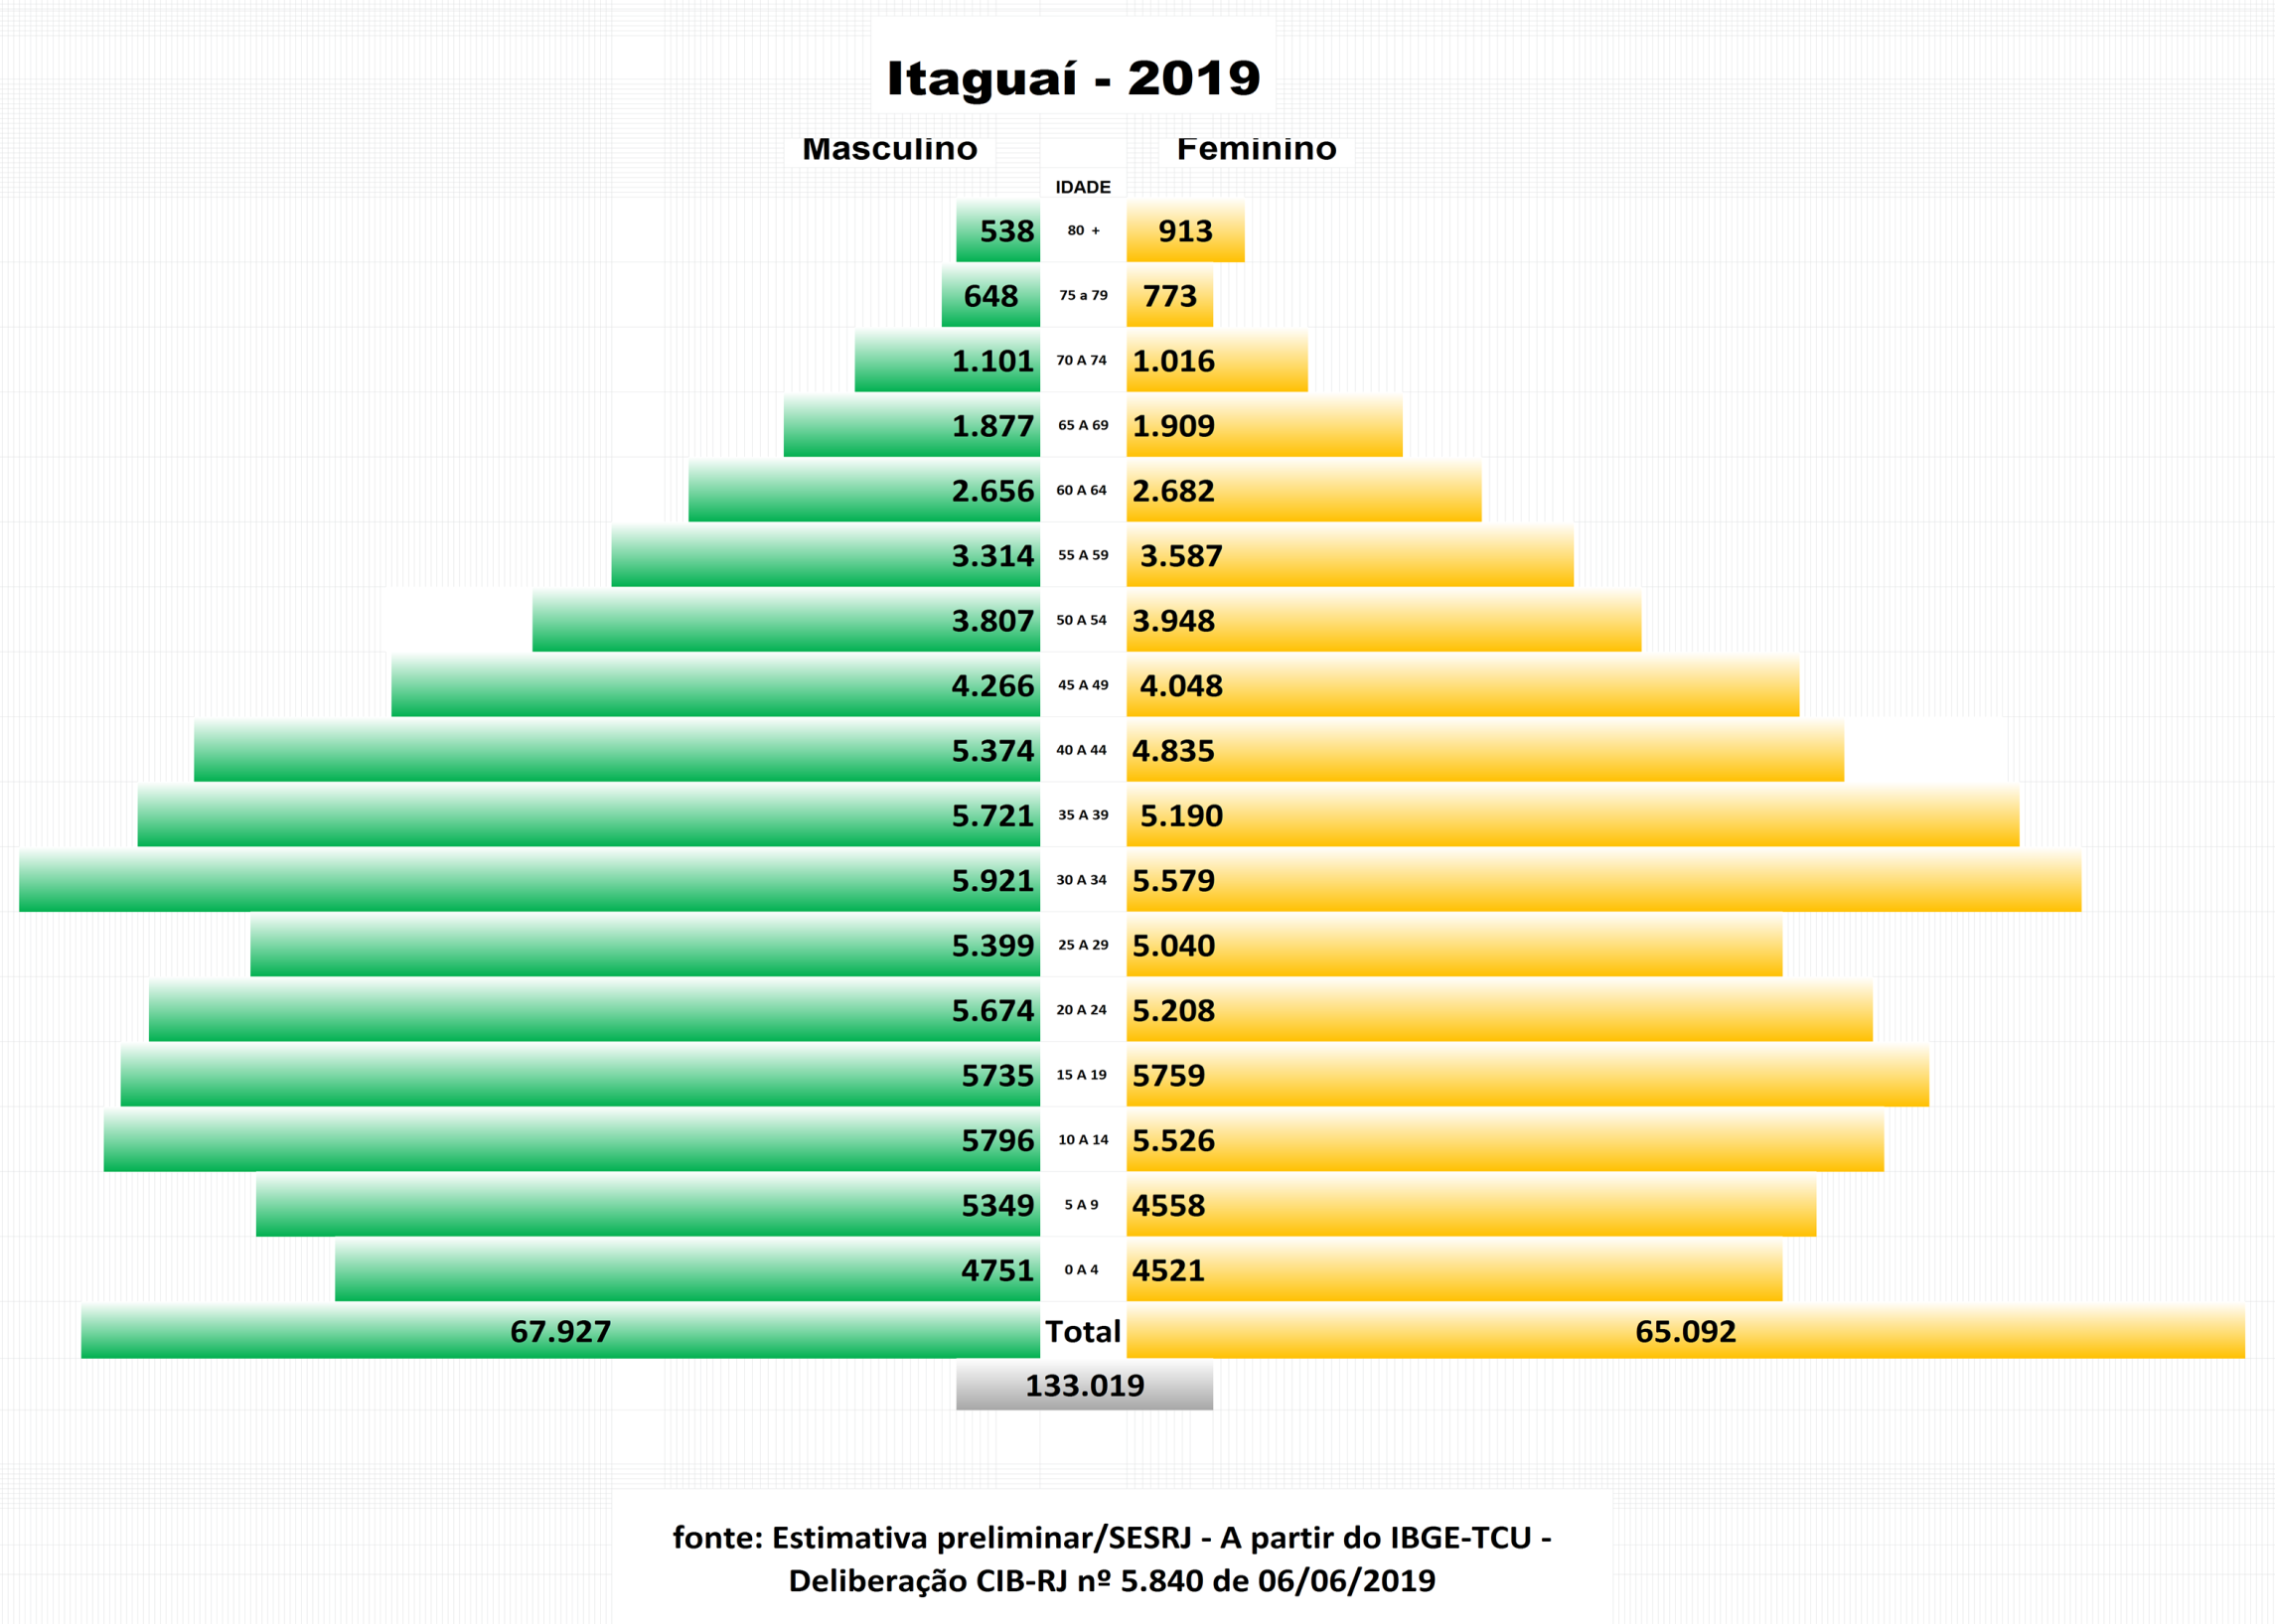 Itaguaí - 2019
Masculino Feminino
IDADE
538 80 + 913
648 75 a 79 773
1.101 70 A 74 1.016
1.877 65 A 69 1.909
2.656 60 A 64 2.682
3.314 55 A 59 3.587
3.807 50 A 54 3.948
4.266 45 A 49 4.048
5.374 40 A 44 4.835
5.721 35 A 39 5.190
5.921 30 A 34 5.579
5.399 25 A 29 5.040
5.674 20 A 24 5.208
5735 15 A 19 5759
5796 10 A 14 5.526
5349 5 A 9 4558
4751 0 A 4 4521
67.927 Total 65.092
133.019
fonte: Estimativa preliminar/SESRJ - A partir do IBGE-TCU -
Deliberação CIB-RJ nº 5.840 de 06/06/2019